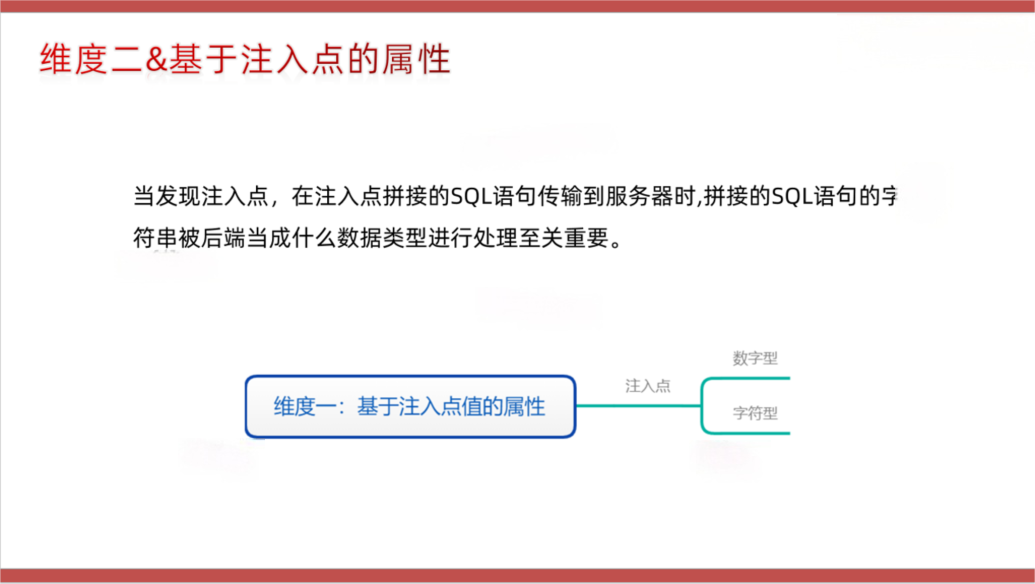 维度二&基于注入点的属性
当发现注入点，在注入点拼接的SQL语句传输到服务器时,拼接的SQL语句的字
符串被后端当成什么数据类型进行处理至关重要。
数字型
注入点
维度一：基于注入点值的属性
字符型